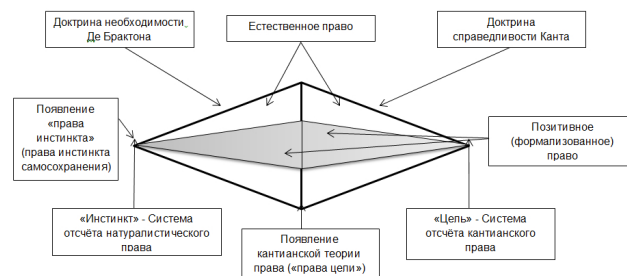 Доктрина необходимости
Де Брактона
Естественное право
Доктрина
справедливости Канта
Появление
«права
инстинкта»
(права инстинкта
самосохранения)
Позитивное
(формализованное)
право
«Инстинкт» - Система
отсчёта натуралистического
права
Появление
кантианской теории
права («права цели»)
«Цель» - Система
отсчёта кантианского
права